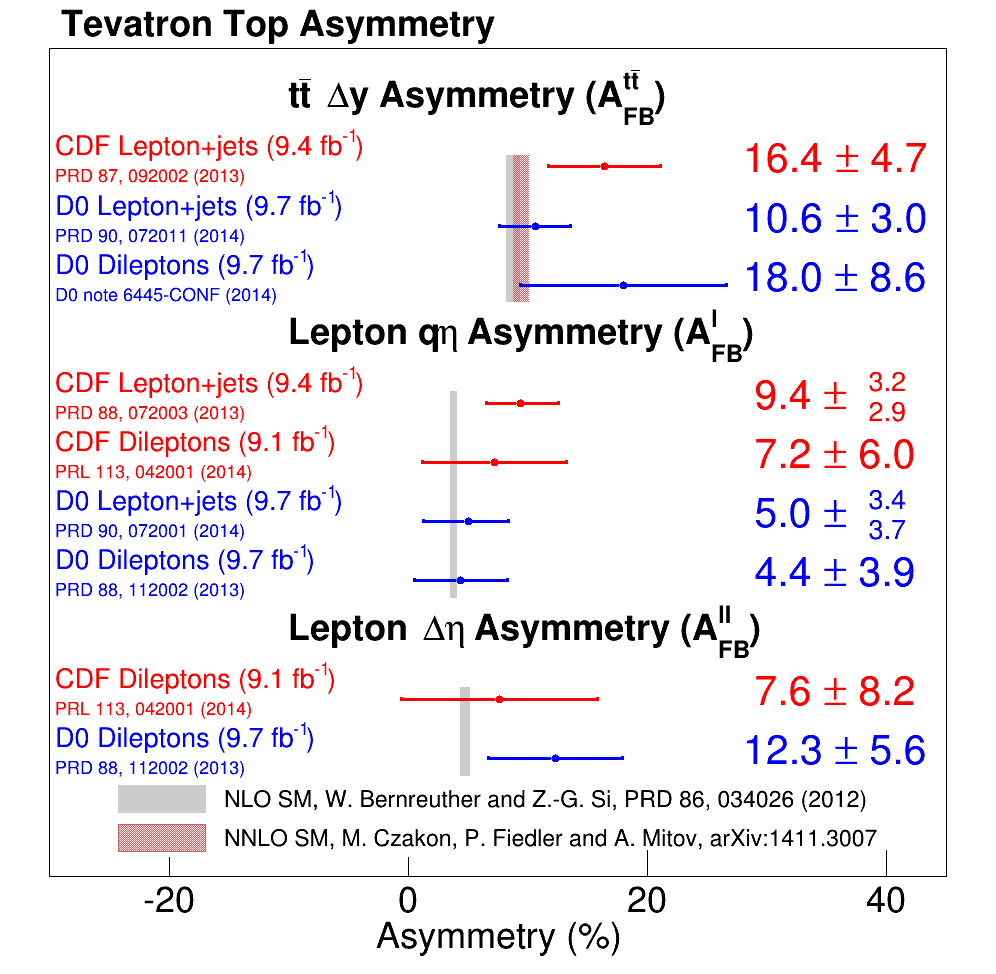 Tevatron Top Asymmetry
tt̄ Δy Asymmetry (A^tt̄_FB)
CDF Lepton+jets (9.4 fb⁻¹) 16.4 ± 4.7
PRD 87, 092002 (2013)
D0 Lepton+jets (9.7 fb⁻¹) 10.6 ± 3.0
PRD 90, 072011 (2014)
D0 Dileptons (9.7 fb⁻¹) 18.0 ± 8.6
D0 note 6445-CONF (2014)
Lepton qη Asymmetry (A^l_FB)
CDF Lepton+jets (9.4 fb⁻¹) 9.4 ± 3.2 2.9
PRD 88, 072003 (2013)
CDF Dileptons (9.1 fb⁻¹) 7.2 ± 6.0
PRL 113, 042001 (2014)
D0 Lepton+jets (9.7 fb⁻¹) 5.0 ± 3.4 3.7
PRD 90, 072001 (2014)
D0 Dileptons (9.7 fb⁻¹) 4.4 ± 3.9
PRD 88, 112002 (2013)
Lepton Δη Asymmetry (A^ll_FB)
CDF Dileptons (9.1 fb⁻¹) 7.6 ± 8.2
PRL 113, 042001 (2014)
D0 Dileptons (9.7 fb⁻¹) 12.3 ± 5.6
PRD 88, 112002 (2013)
NLO SM, W. Bernreuther and Z.-G. Si, PRD 86, 034026 (2012)
NNLO SM, M. Czakon, P. Fiedler and A. Mitov, arXiv:1411.3007
-20 0 20 40
Asymmetry (%)